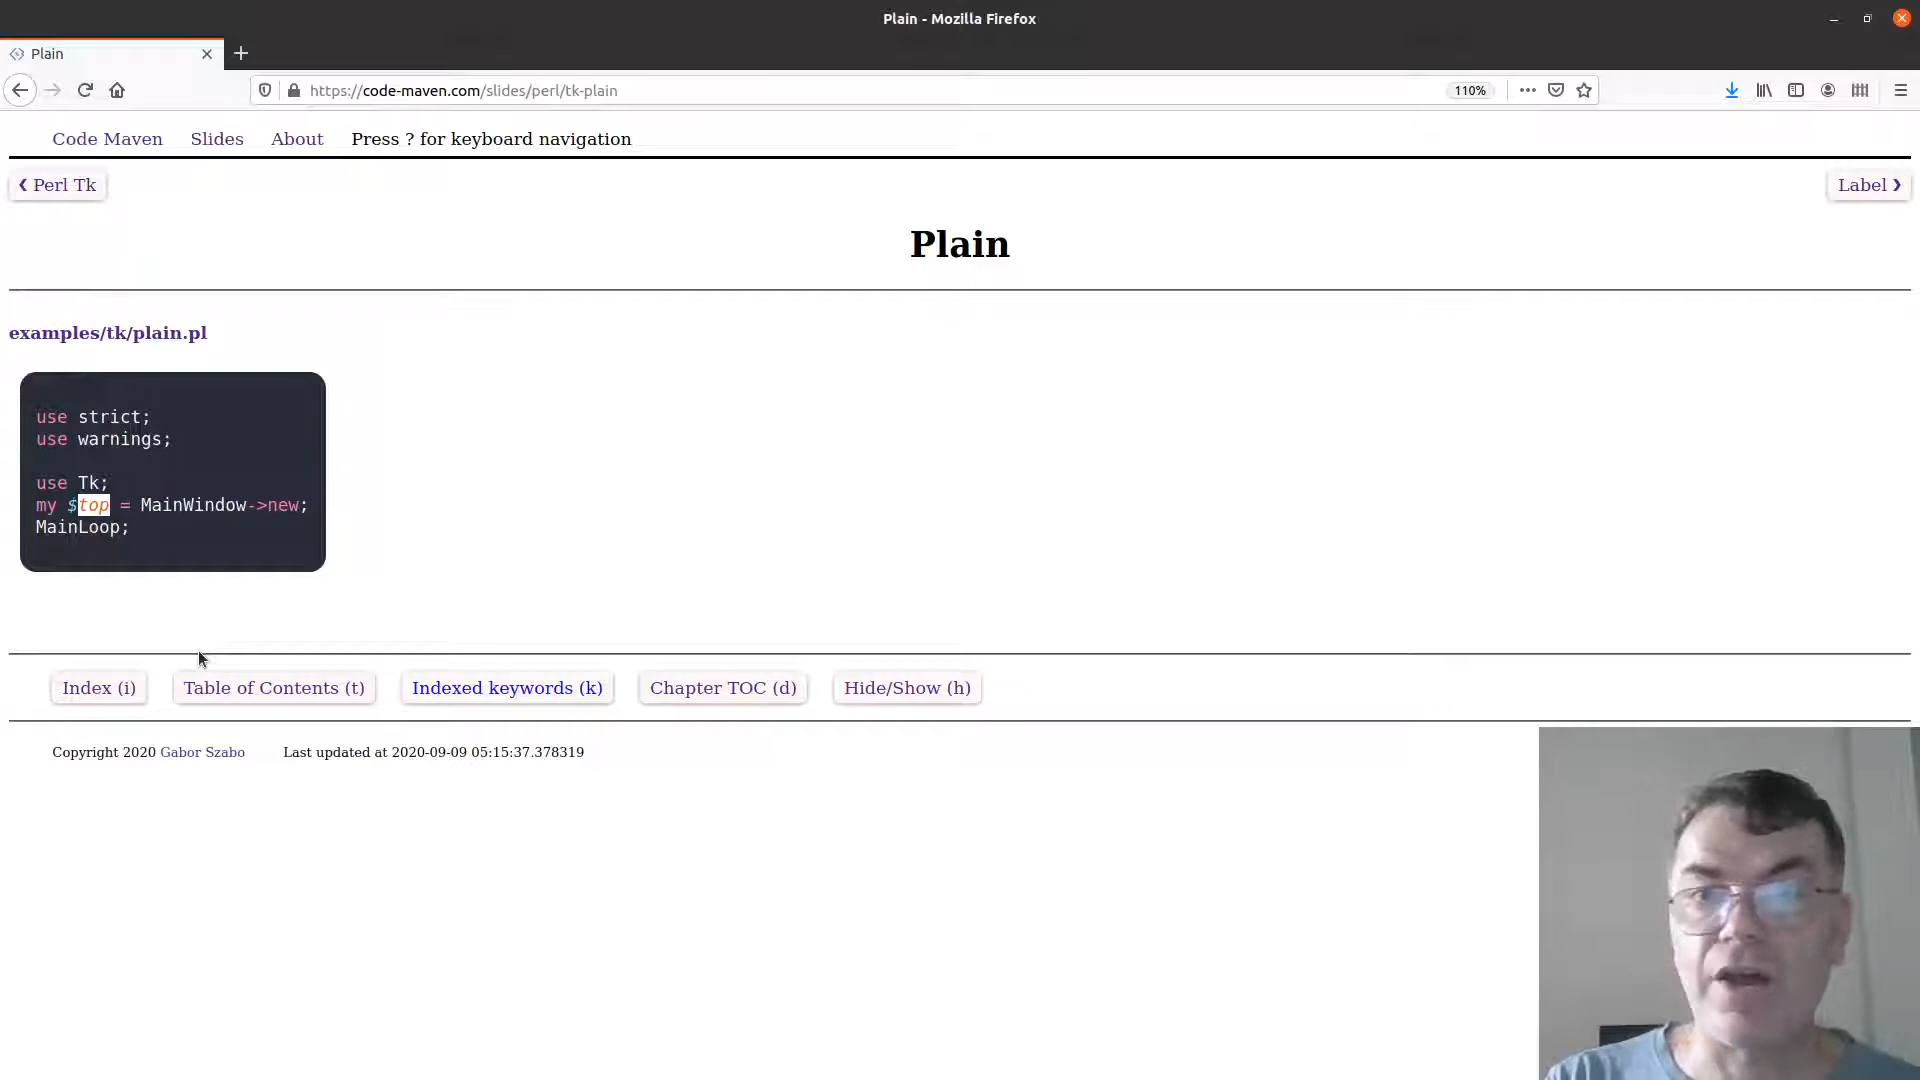 Plain - Mozilla Firefox
Plain
https://code-maven.com/slides/perl/tk-plain
110%
Code Maven Slides About Press ? for keyboard navigation
❮ Perl Tk
Label ❯
Plain
examples/tk/plain.pl
use strict;
use warnings;
use Tk;
my $top = MainWindow->new;
MainLoop;
Index (i) Table of Contents (t) Indexed keywords (k) Chapter TOC (d) Hide/Show (h)
Copyright 2020 Gabor Szabo Last updated at 2020-09-09 05:15:37.378319